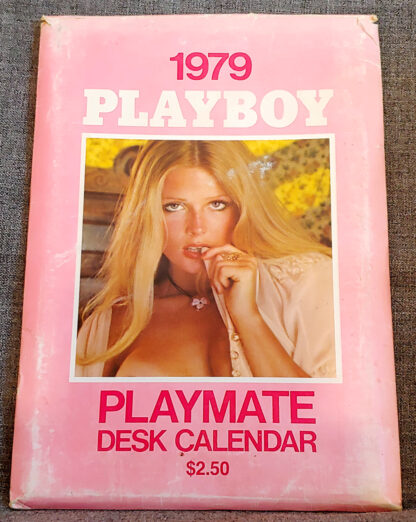 1979
PLAYBOY
PLAYMATE
DESK CALENDAR
$2.50